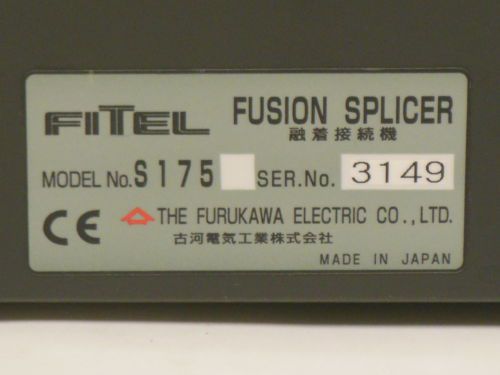 FITEL FUSION SPLICER
融着接続機
MODEL No. S175 SER.No. 3149
CE THE FURUKAWA ELECTRIC CO., LTD.
古河電気工業株式会社
MADE IN JAPAN